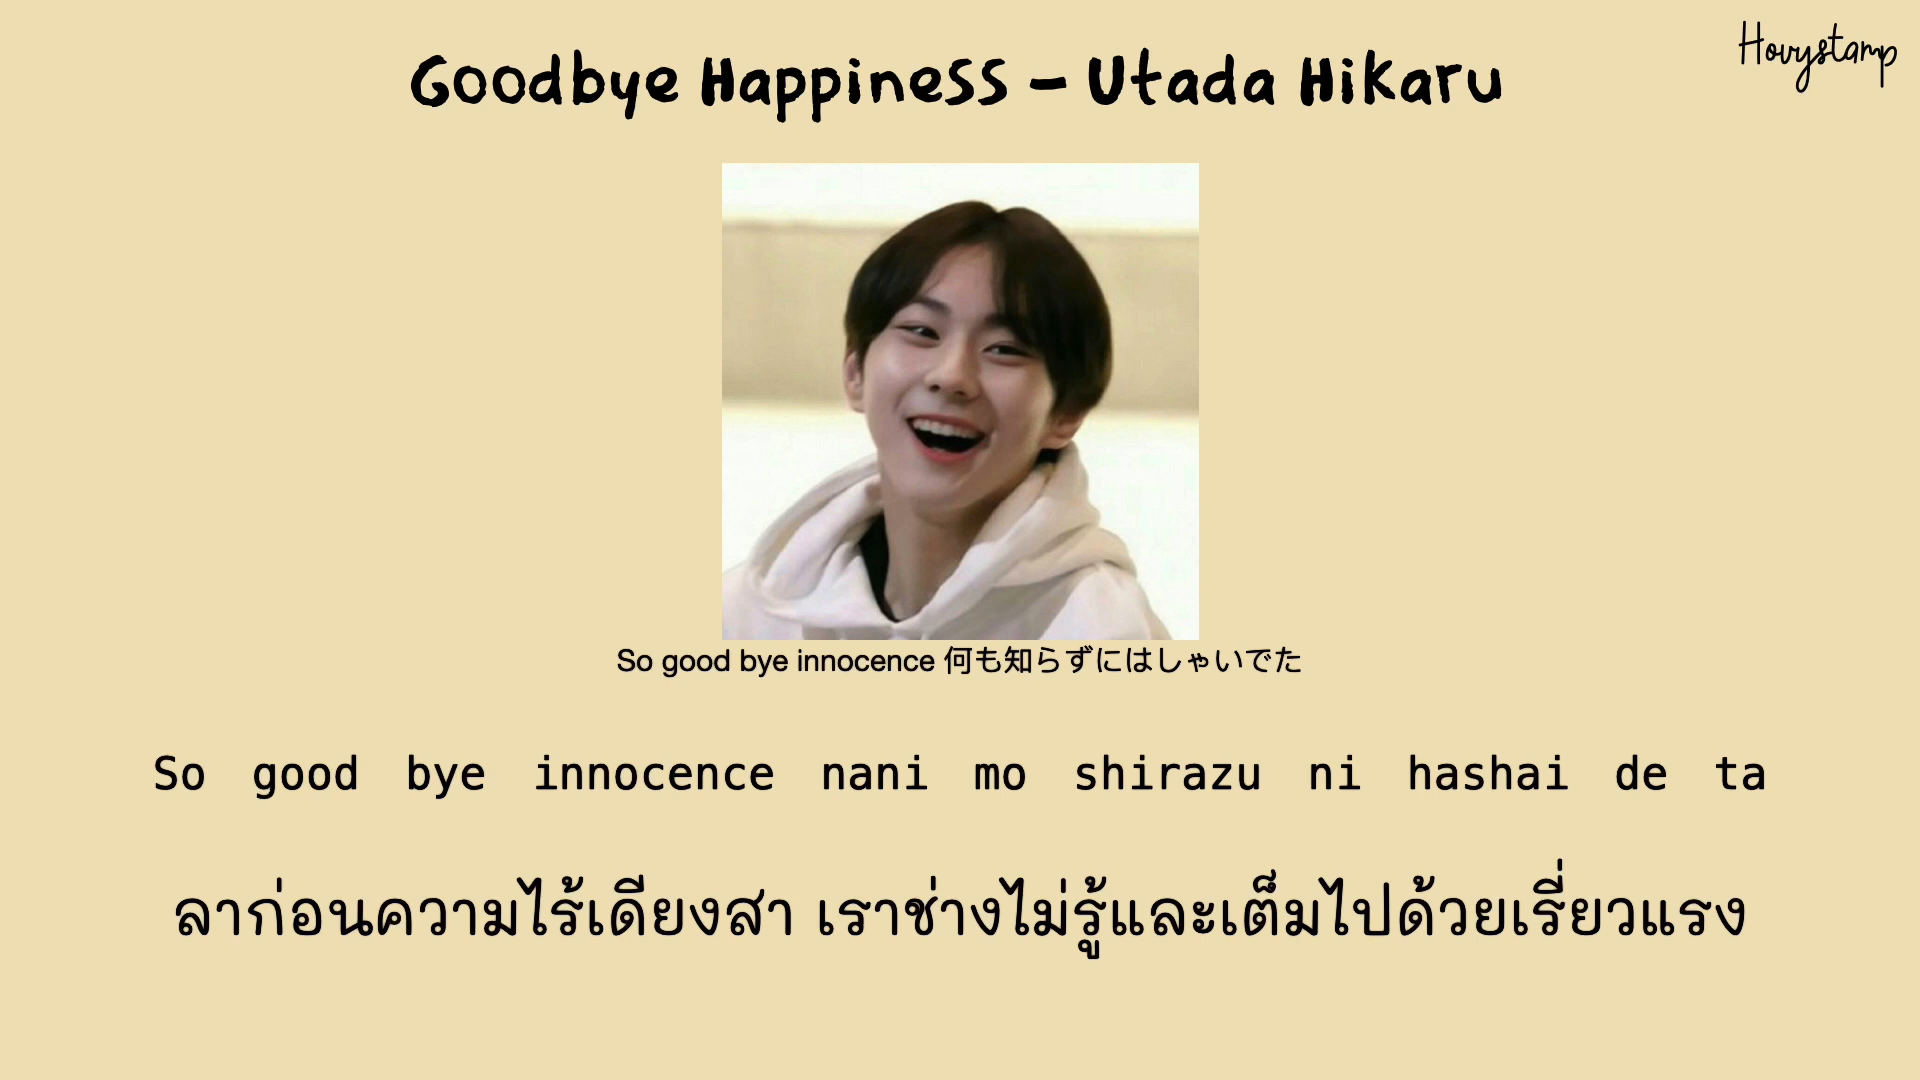 Hovystamp
Goodbye Happiness - Utada Hikaru
So good bye innocence 何も知らずにはしゃいでた
So good bye innocence nani mo shirazu ni hashai de ta
ลาก่อนความไร้เดียงสา เราช่างไม่รู้และเต็มไปด้วยเรี่ยวแรง